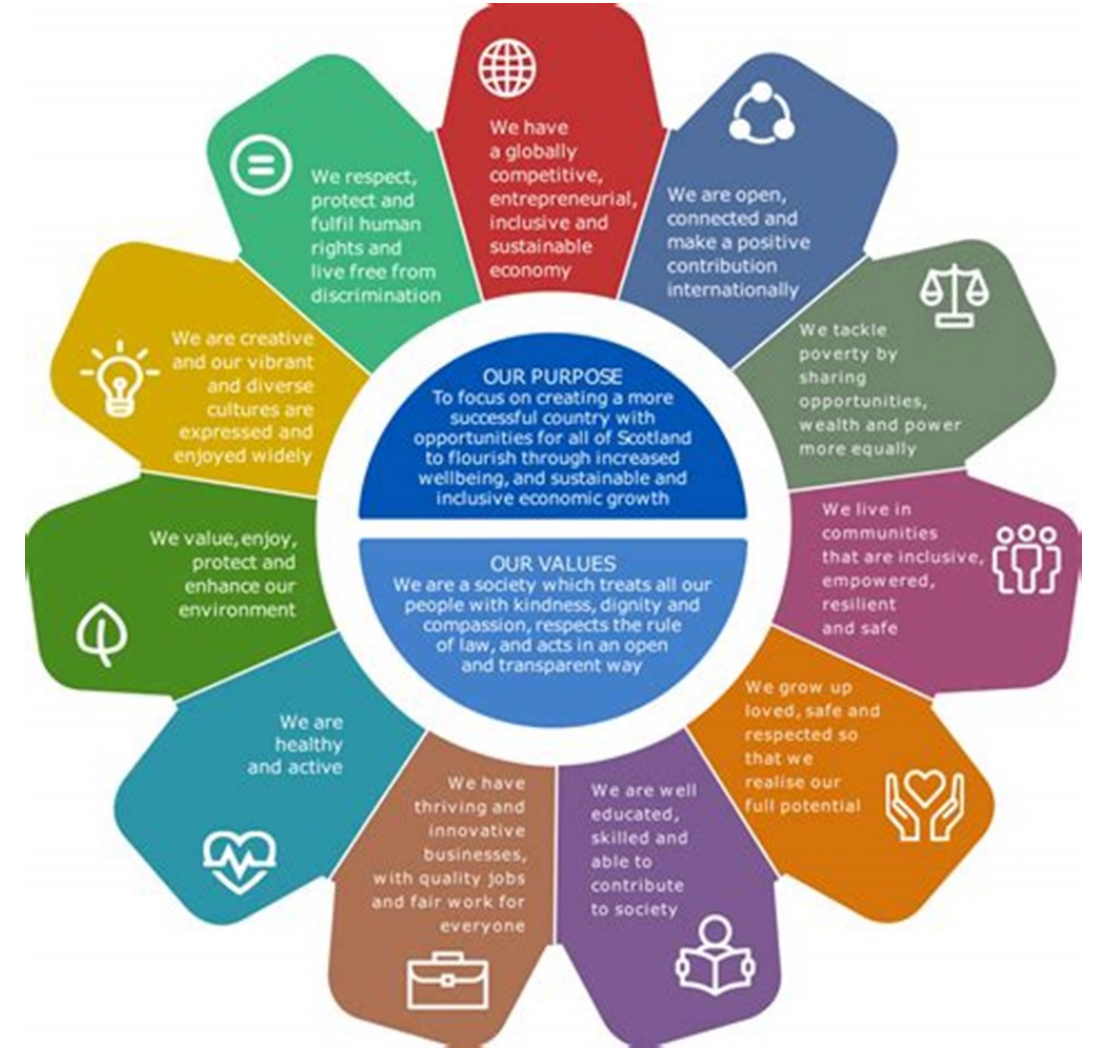 We have
a globally
competitive,
entrepreneurial,
inclusive and
sustainable
economy
We are open,
connected and
make a positive
contribution
internationally
We tackle
poverty by
sharing
opportunities,
wealth and power
more equally
We live in
communities
that are inclusive,
empowered,
resilient
and safe
We grow up
loved, safe and
respected so
that we
realise our
full potential
We are well
educated,
skilled and
able to
contribute
to society
We have
thriving and
innovative
businesses,
with quality jobs
and fair work for
everyone
We are
healthy
and active
We value, enjoy,
protect and
enhance our
environment
We are creative
and our vibrant
and diverse
cultures are
expressed and
enjoyed widely
We respect,
protect and
fulfil human
rights and
live free from
discrimination
OUR PURPOSE
To focus on creating a more
successful country with
opportunities for all of Scotland
to flourish through increased
wellbeing, and sustainable and
inclusive economic growth
OUR VALUES
We are a society which treats all our
people with kindness, dignity and
compassion, respects the rule
of law, and acts in an open
and transparent way